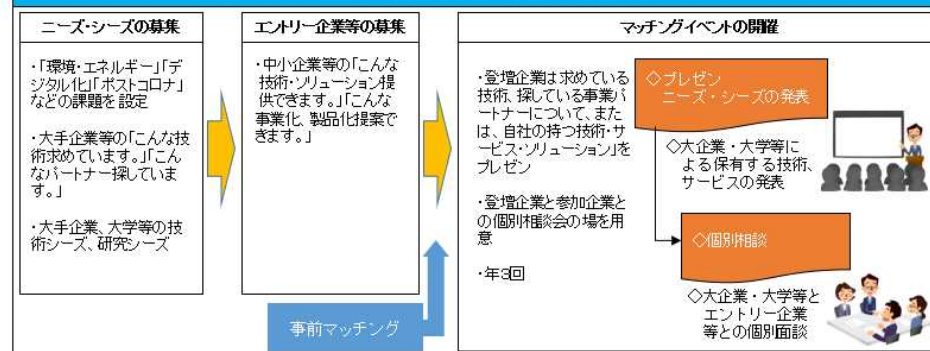 ニーズ・シーズの募集
・「環境・エネルギー」「デ
ジタル化」「ポストコロナ」
などの課題を設定
・大手企業等の「こんな技
術求めています。」「こん
なパートナー探していま
す。」
・大手企業、大学等の技
術シーズ、研究シーズ
エントリー企業等の募集
・中小企業等の「こんな
技術・ソリューション提
供できます。」「こんな
事業化、製品化提案で
きます。」
事前マッチング
マッチングイベントの開催
・登壇企業は求めている
技術、探している事業パ
ートナーについて、また
は、自社の持つ技術・サ
ービス・ソリューション」を
プレゼン
・登壇企業と参加企業と
の個別相談会の場を用
意
・年3回
◇プレゼン
ニーズ・シーズの発表
◇大企業・大学等に
よる保有する技術、
サービスの発表
◇個別相談
◇大企業・大学等と
エントリー企業
等との個別面談